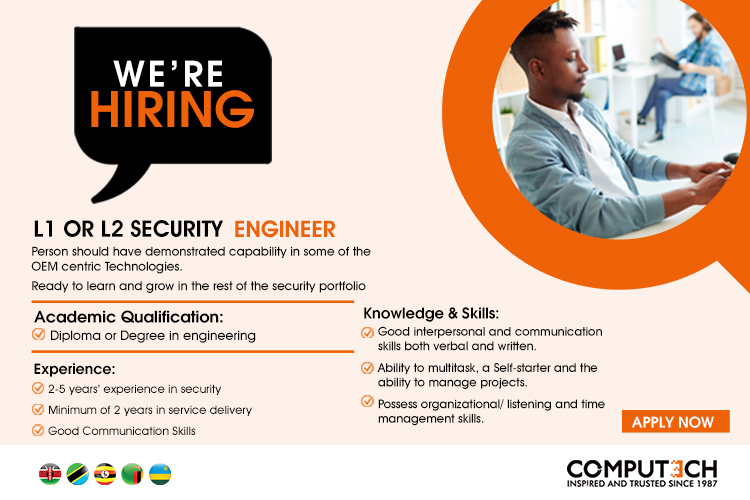 WE'RE
HIRING
L1 OR L2 SECURITY ENGINEER
Person should have demonstrated capability in some of the
OEM centric Technologies.
Ready to learn and grow in the rest of the security portfolio
Academic Qualification:
Diploma or Degree in engineering
Experience:
2-5 years' experience in security
Minimum of 2 years in service delivery
Good Communication Skills
Knowledge & Skills:
Good interpersonal and communication
skills both verbal and written.
Ability to multitask, a Self-starter and the
ability to manage projects.
Possess organizational/ listening and time
management skills.
APPLY NOW
COMPUTECH
INSPIRED AND TRUSTED SINCE 1987